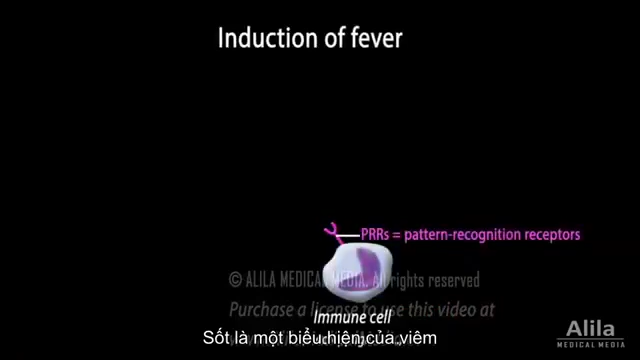 Induction of fever
PRRs = pattern-recognition receptors
© ALILA MEDICAL MEDIA. All rights reserved
Purchase a license to use this video at
Immune cell
Sốt là một biểu hiện của viêm
Alila
MEDICAL MEDIA